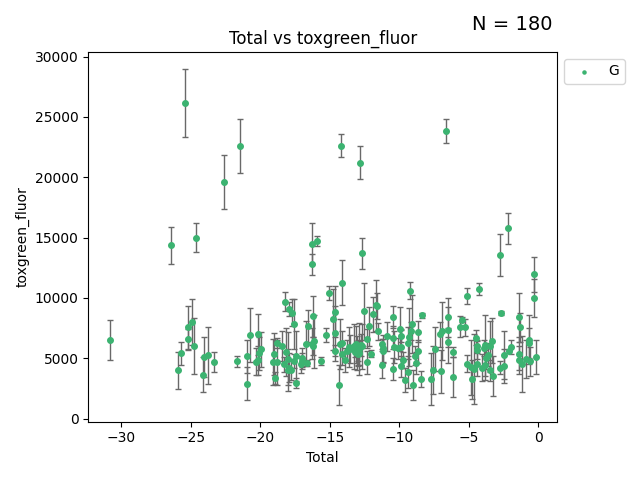 N = 180
Total vs toxgreen_fluor
G
30000
25000
20000
15000
10000
5000
0
toxgreen_fluor
−30 −25 −20 −15 −10 −5 0
Total